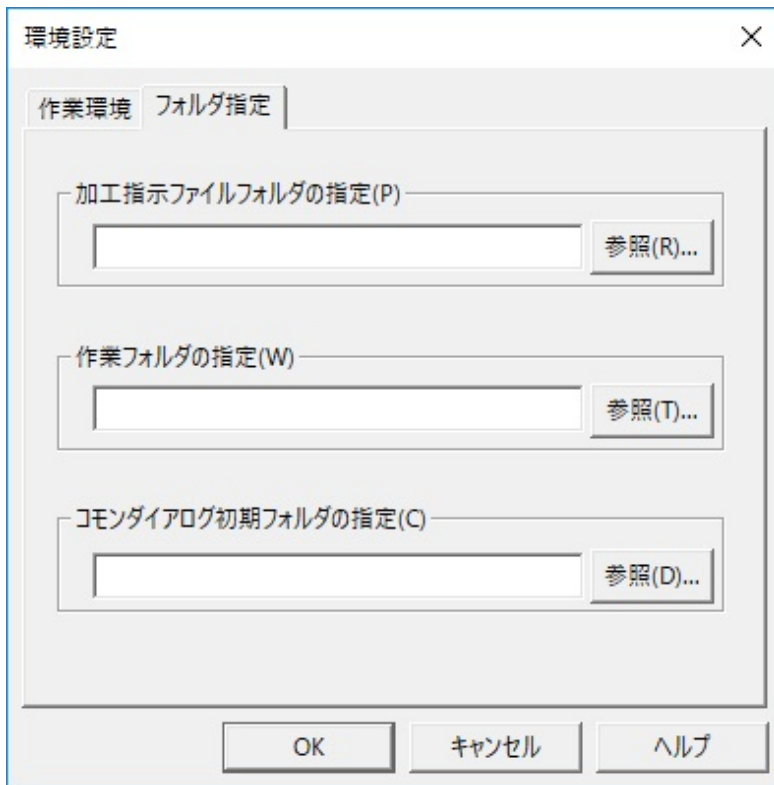 環境設定
作業環境 フォルダ指定
加工指示ファイルフォルダの指定(P)
参照(R)...
作業フォルダの指定(W)
参照(T)...
コモンダイアログ初期フォルダの指定(C)
参照(D)...
OK キャンセル ヘルプ